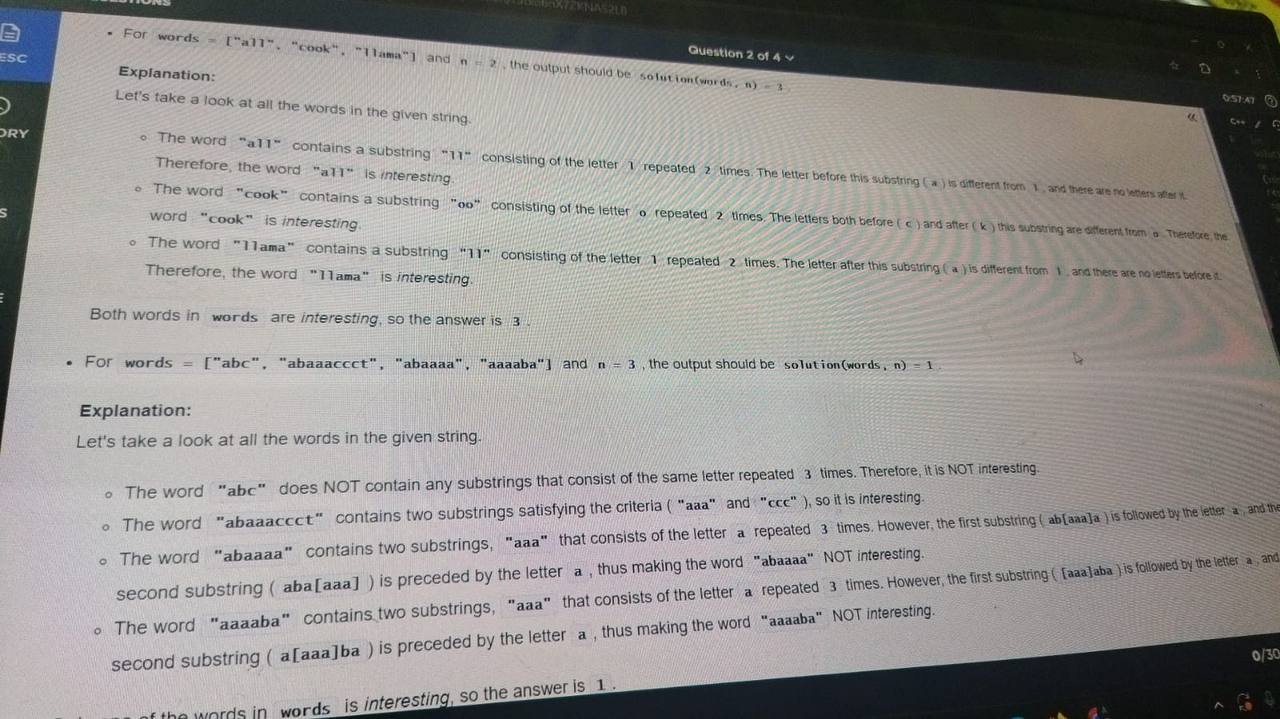 Question 2 of 4
0:57:47
C++
ESC
ORY
• For words = ["all", "cook", "llama"] and n = 2, the output should be solution(words, n) = 3
Explanation:
Let's take a look at all the words in the given string.
The word "all" contains a substring "ll" consisting of the letter l repeated 2 times. The letter before this substring ( a ) is different from l, and there are no letters after it.
Therefore, the word "all" is interesting.
The word "cook" contains a substring "oo" consisting of the letter o repeated 2 times. The letters both before ( c ) and after ( k ) this substring are different from o. Therefore, the
word "cook" is interesting.
The word "llama" contains a substring "ll" consisting of the letter l repeated 2 times. The letter after this substring ( a ) is different from l, and there are no letters before it.
Therefore, the word "llama" is interesting.
Both words in words are interesting, so the answer is 3.
• For words = ["abc", "abaaaccct", "abaaaa", "aaaaba"] and n = 3, the output should be solution(words, n) = 1.
Explanation:
Let's take a look at all the words in the given string.
The word "abc" does NOT contain any substrings that consist of the same letter repeated 3 times. Therefore, it is NOT interesting.
The word "abaaaccct" contains two substrings satisfying the criteria ( "aaa" and "ccc" ), so it is interesting.
The word "abaaaa" contains two substrings, "aaa" that consists of the letter a repeated 3 times. However, the first substring ( ab[aaa]a ) is followed by the letter a, and the
second substring ( aba[aaa] ) is preceded by the letter a, thus making the word "abaaaa" NOT interesting.
The word "aaaaba" contains two substrings, "aaa" that consists of the letter a repeated 3 times. However, the first substring ( [aaa]aba ) is followed by the letter a, and
second substring ( a[aaa]ba ) is preceded by the letter a, thus making the word "aaaaba" NOT interesting.
of the words in words is interesting, so the answer is 1.
0/30